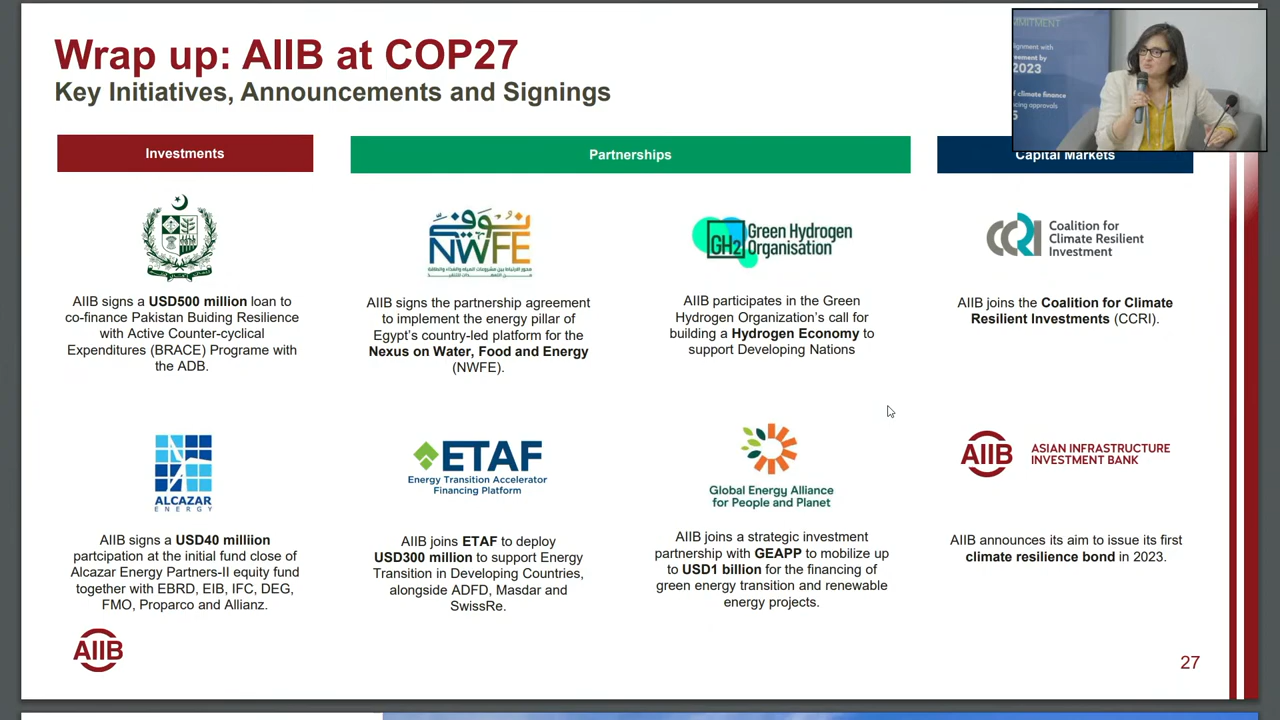 Wrap up: AIIB at COP27
Key Initiatives, Announcements and Signings
MMITMENT
ignment with
eement by
2023
f climate finance
cing approvals
Investments
Partnerships
Capital Markets
AIIB signs a USD500 million loan to
co-finance Pakistan Buiding Resilience
with Active Counter-cyclical
Expenditures (BRACE) Programe with
the ADB.
NWFE
AIIB signs the partnership agreement
to implement the energy pillar of
Egypt's country-led platform for the
Nexus on Water, Food and Energy
(NWFE).
GH2
Green Hydrogen
Organisation
AIIB participates in the Green
Hydrogen Organization's call for
building a Hydrogen Economy to
support Developing Nations
CCRI
Coalition for
Climate Resilient
Investment
AIIB joins the Coalition for Climate
Resilient Investments (CCRI).
ALCAZAR
ENERGY
AIIB signs a USD40 milliion
partcipation at the initial fund close of
Alcazar Energy Partners-II equity fund
together with EBRD, EIB, IFC, DEG,
FMO, Proparco and Allianz.
ETAF
Energy Transition Accelerator
Financing Platform
AIIB joins ETAF to deploy
USD300 million to support Energy
Transition in Developing Countries,
alongside ADFD, Masdar and
SwissRe.
Global Energy Alliance
for People and Planet
AIIB joins a strategic investment
partnership with GEAPP to mobilize up
to USD1 billion for the financing of
green energy transition and renewable
energy projects.
AIIB
ASIAN INFRASTRUCTURE
INVESTMENT BANK
AIIB announces its aim to issue its first
climate resilience bond in 2023.
AIIB
27